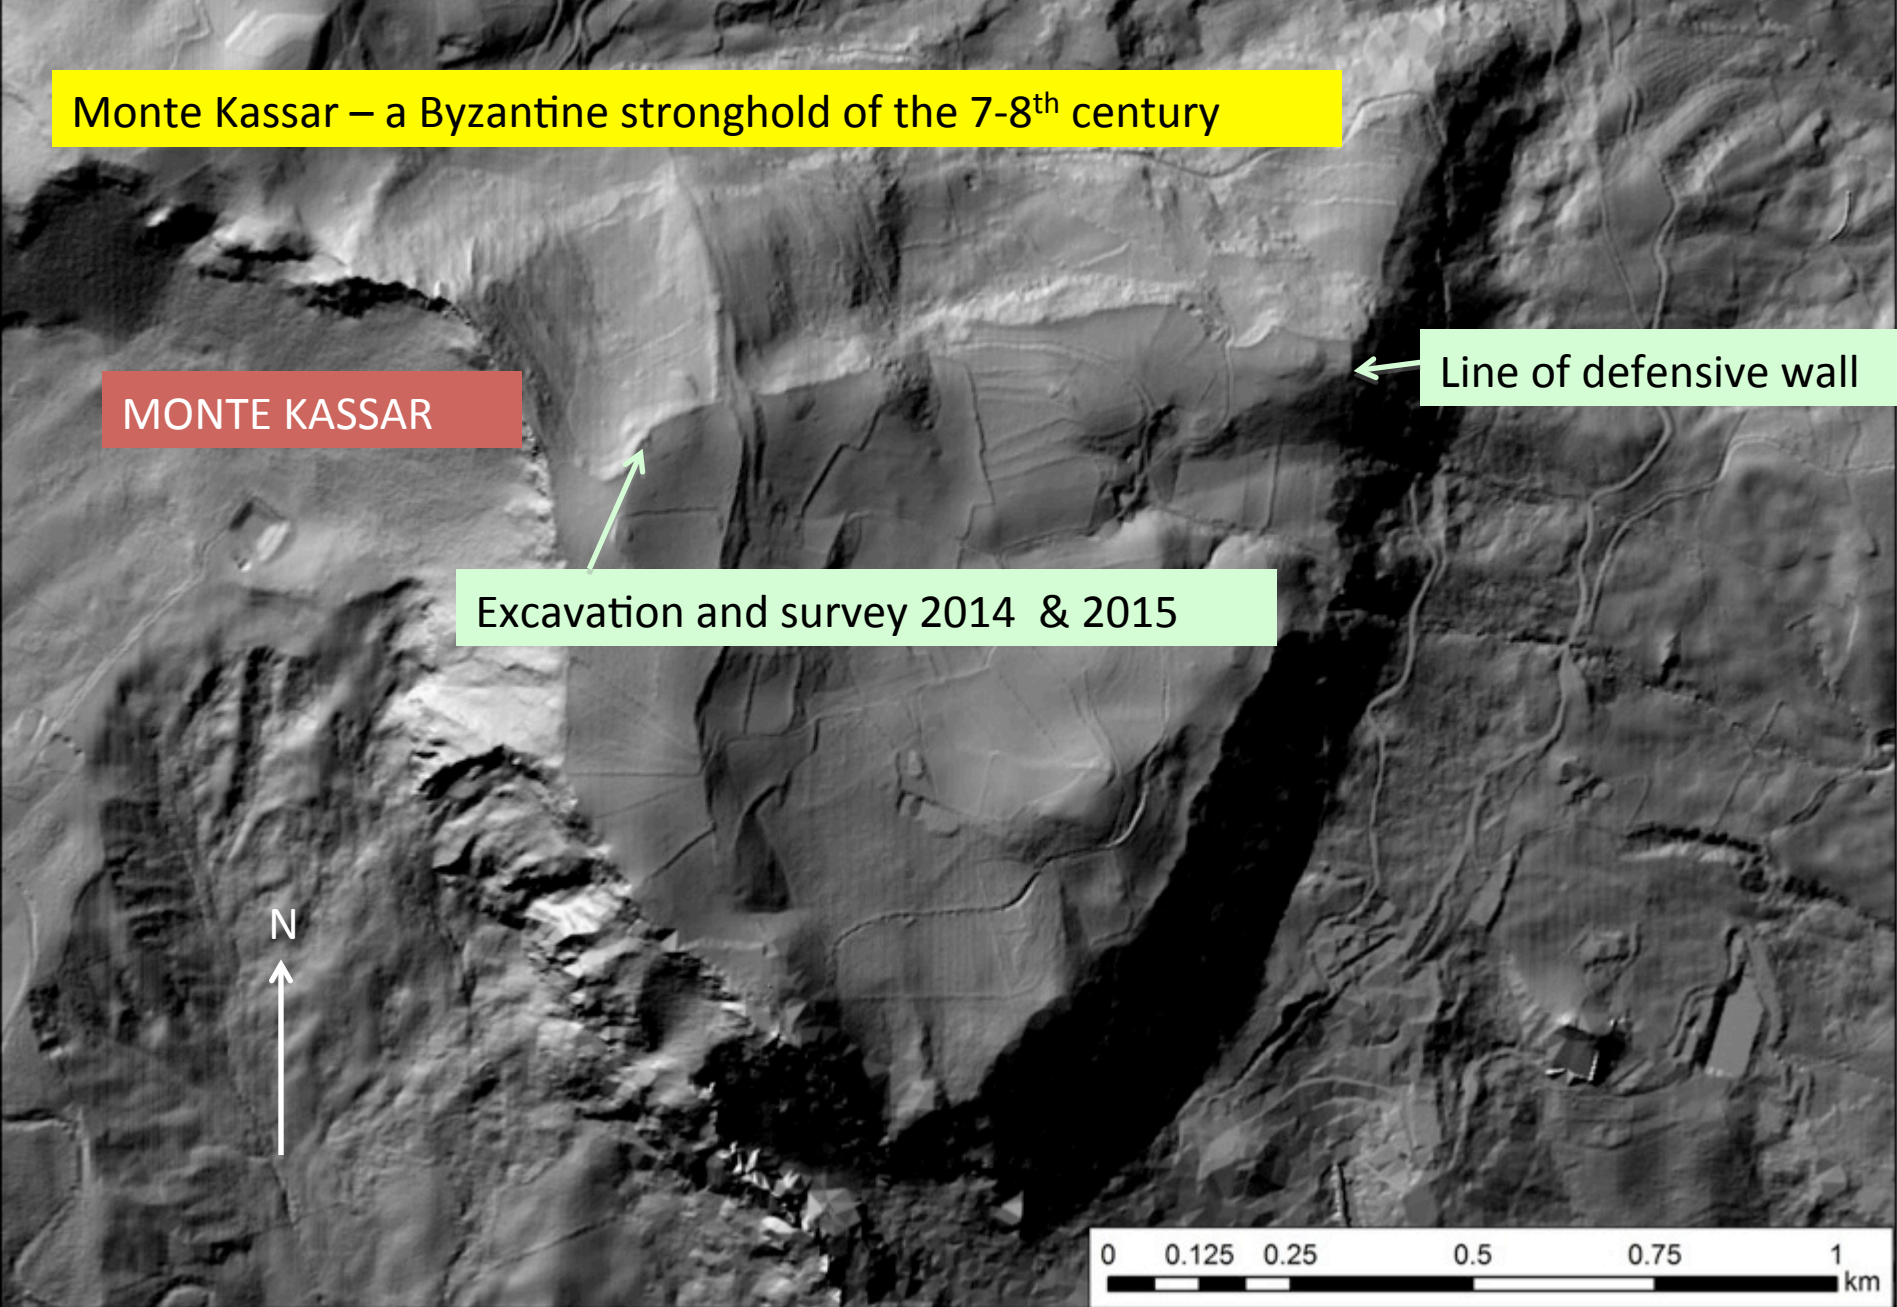 Monte Kassar – a Byzantine stronghold of the 7-8th century
Line of defensive wall
MONTE KASSAR
Excavation and survey 2014 & 2015
N
0 0.125 0.25 0.5 0.75 1
km